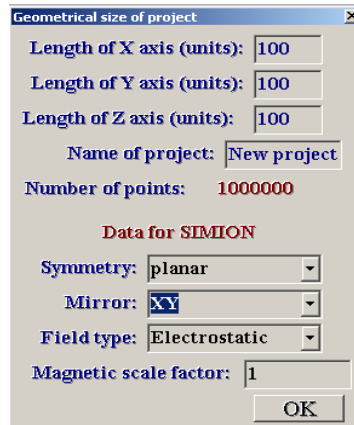 Geometrical size of project
Length of X axis (units): 100
Length of Y axis (units): 100
Length of Z axis (units): 100
Name of project: New project
Number of points: 1000000
Data for SIMION
Symmetry: planar
Mirror: XY
Field type: Electrostatic
Magnetic scale factor: 1
OK